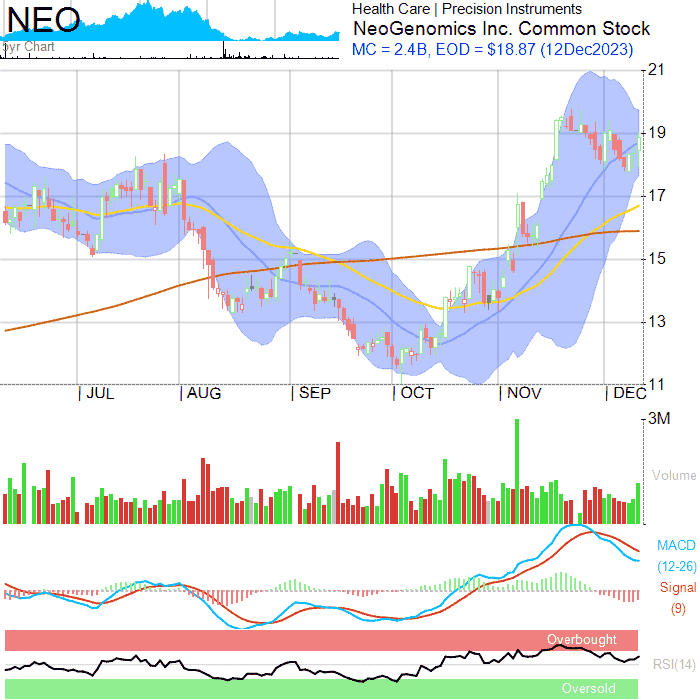 NEO
5yr Chart
Health Care | Precision Instruments
NeoGenomics Inc. Common Stock
MC = 2.4B, EOD = $18.87 (12Dec2023)
21
19
17
15
13
11
| JUL | AUG | SEP | OCT | NOV | DEC
3M
Volume
MACD
(12-26)
Signal
(9)
Overbought
RSI(14)
Oversold